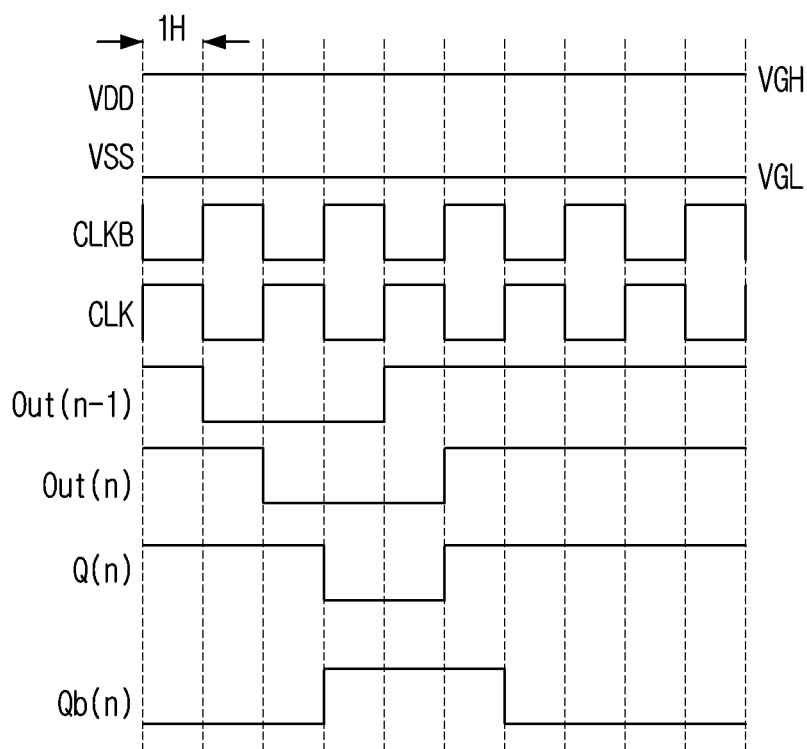 1H
VDD
VGH
VSS
VGL
CLKB
CLK
Out(n-1)
Out(n)
Q(n)
Qb(n)